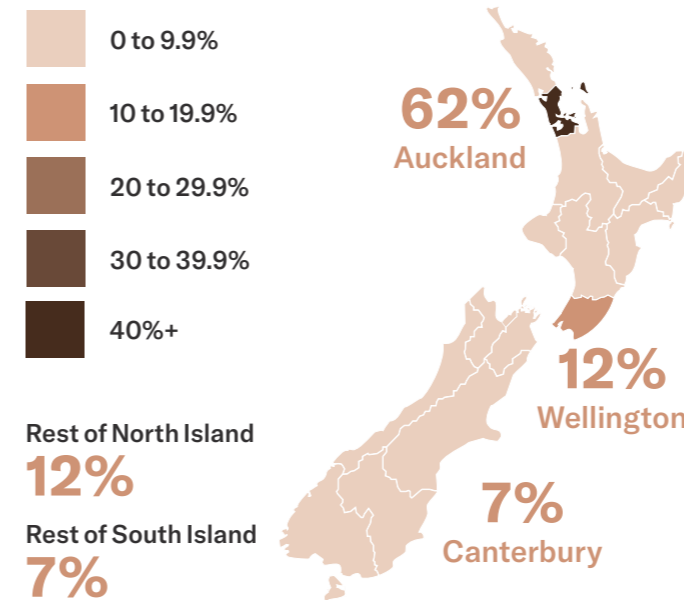 0 to 9.9%
10 to 19.9%
20 to 29.9%
30 to 39.9%
40%+
62%
Auckland
12%
Wellington
Rest of North Island
12%
Rest of South Island
7%
7%
Canterbury